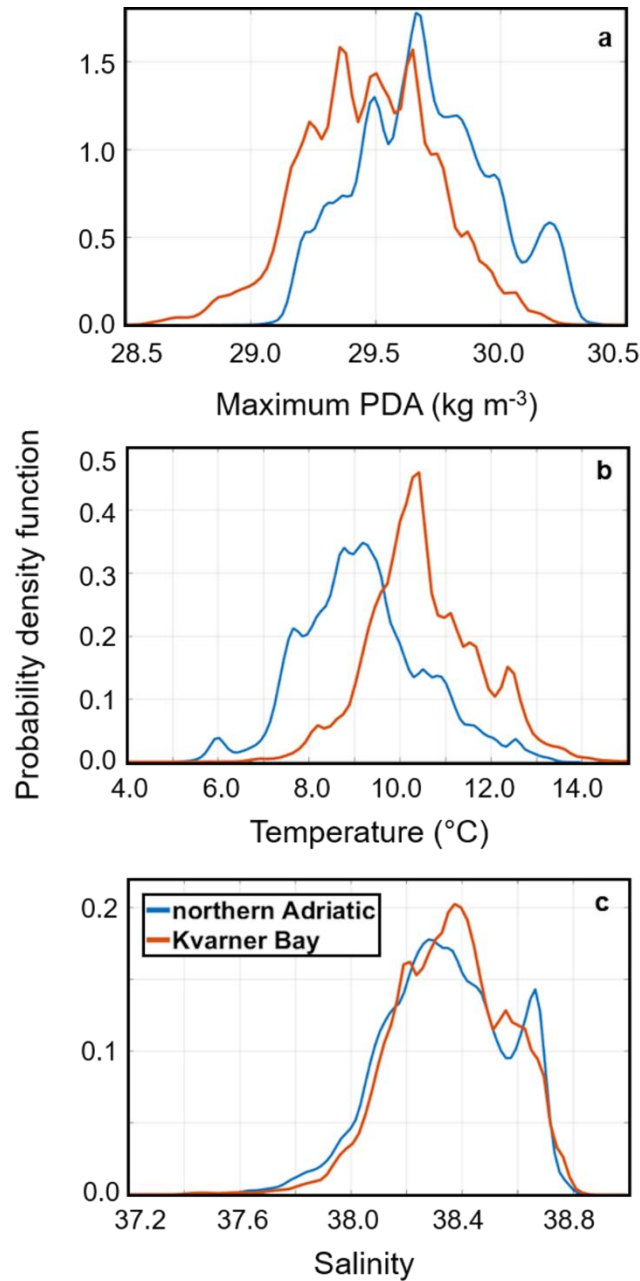 a
1.5
1.0
0.5
0.0
28.5 29.0 29.5 30.0 30.5
Maximum PDA (kg m-3)
Probability density function
b
0.5
0.4
0.3
0.2
0.1
0.0
4.0 6.0 8.0 10.0 12.0 14.0
Temperature (°C)
c
northern Adriatic
Kvarner Bay
0.2
0.1
0.0
37.2 37.6 38.0 38.4 38.8
Salinity